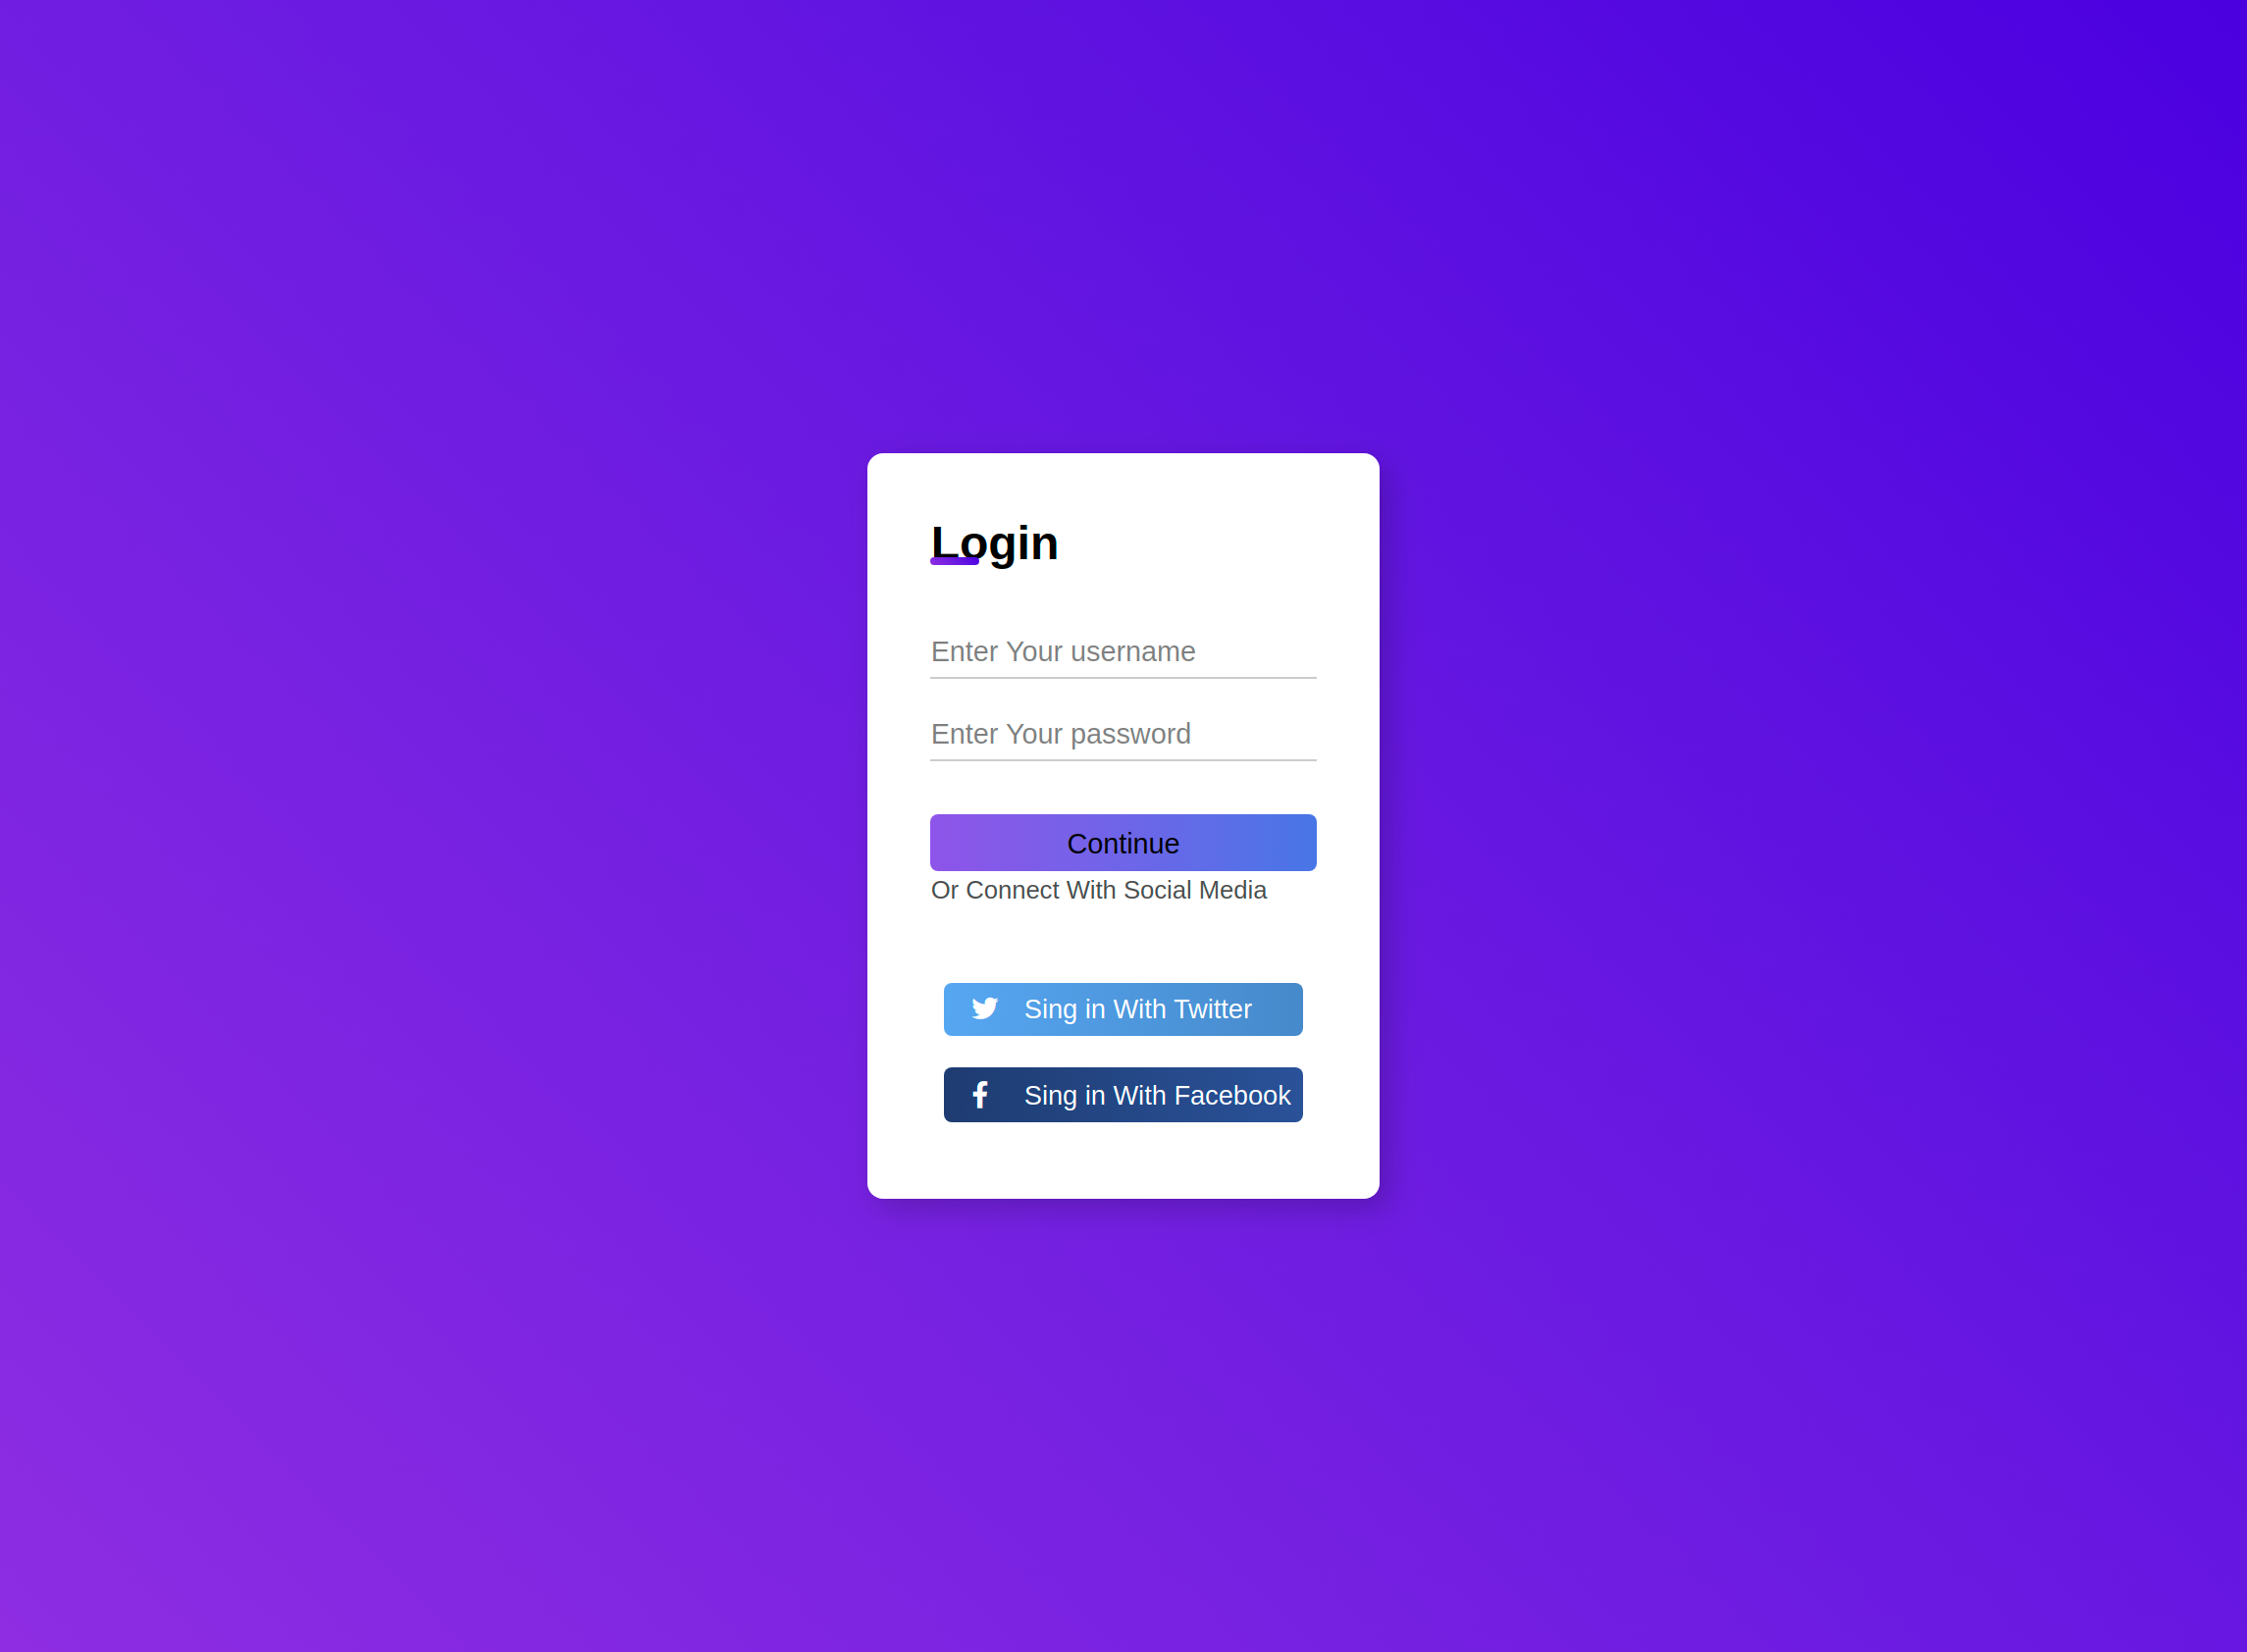 Login
Enter Your username
Enter Your password
Continue
Or Connect With Social Media
Sing in With Twitter
Sing in With Facebook